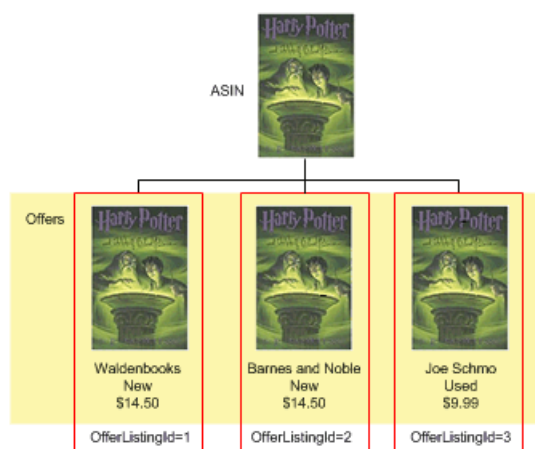 Harry Potter
ASIN
Offers
Harry Potter
Harry Potter
Harry Potter
Waldenbooks
New
$14.50
Barnes and Noble
New
$14.50
Joe Schmo
Used
$9.99
OfferListingId=1
OfferListingId=2
OfferListingId=3